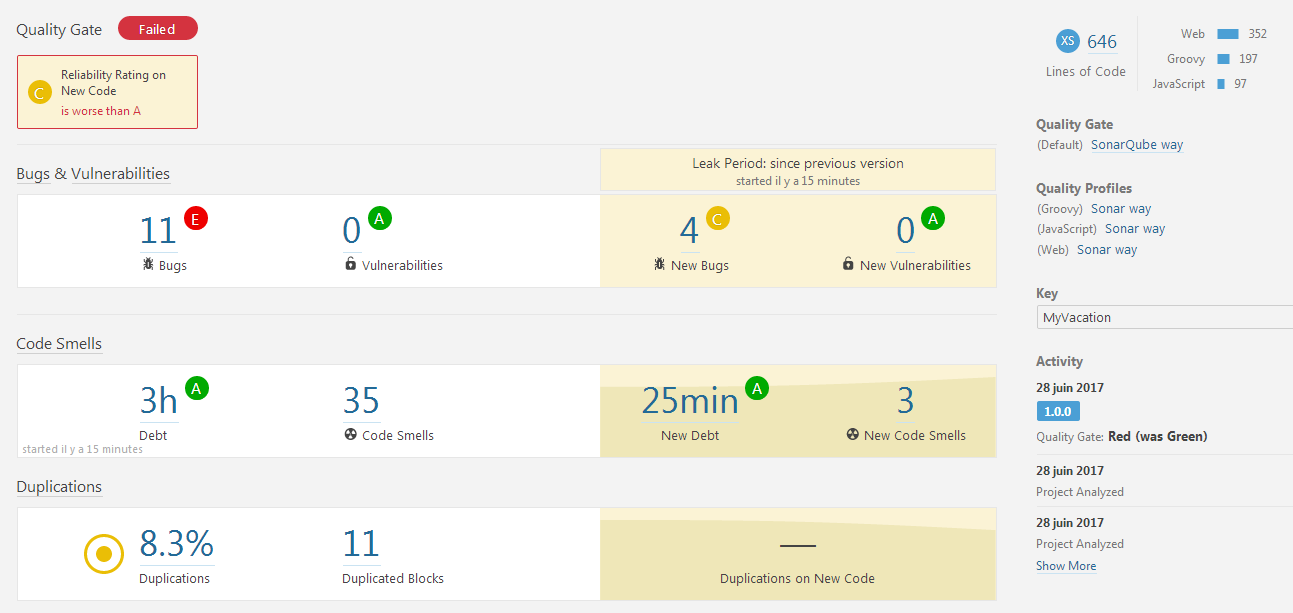 Quality Gate Failed
C
Reliability Rating on
New Code
is worse than A
Bugs & Vulnerabilities
Leak Period: since previous version
started il y a 15 minutes
11 E
Bugs
0 A
Vulnerabilities
4 C
New Bugs
0 A
New Vulnerabilities
Code Smells
3h A
Debt
started il y a 15 minutes
35
Code Smells
25min A
New Debt
3
New Code Smells
Duplications
8.3%
Duplications
11
Duplicated Blocks
—
Duplications on New Code
XS 646
Lines of Code
Web 352
Groovy 197
JavaScript 97
Quality Gate
(Default) SonarQube way
Quality Profiles
(Groovy) Sonar way
(JavaScript) Sonar way
(Web) Sonar way
Key
MyVacation
Activity
28 juin 2017
1.0.0
Quality Gate: Red (was Green)
28 juin 2017
Project Analyzed
28 juin 2017
Project Analyzed
Show More